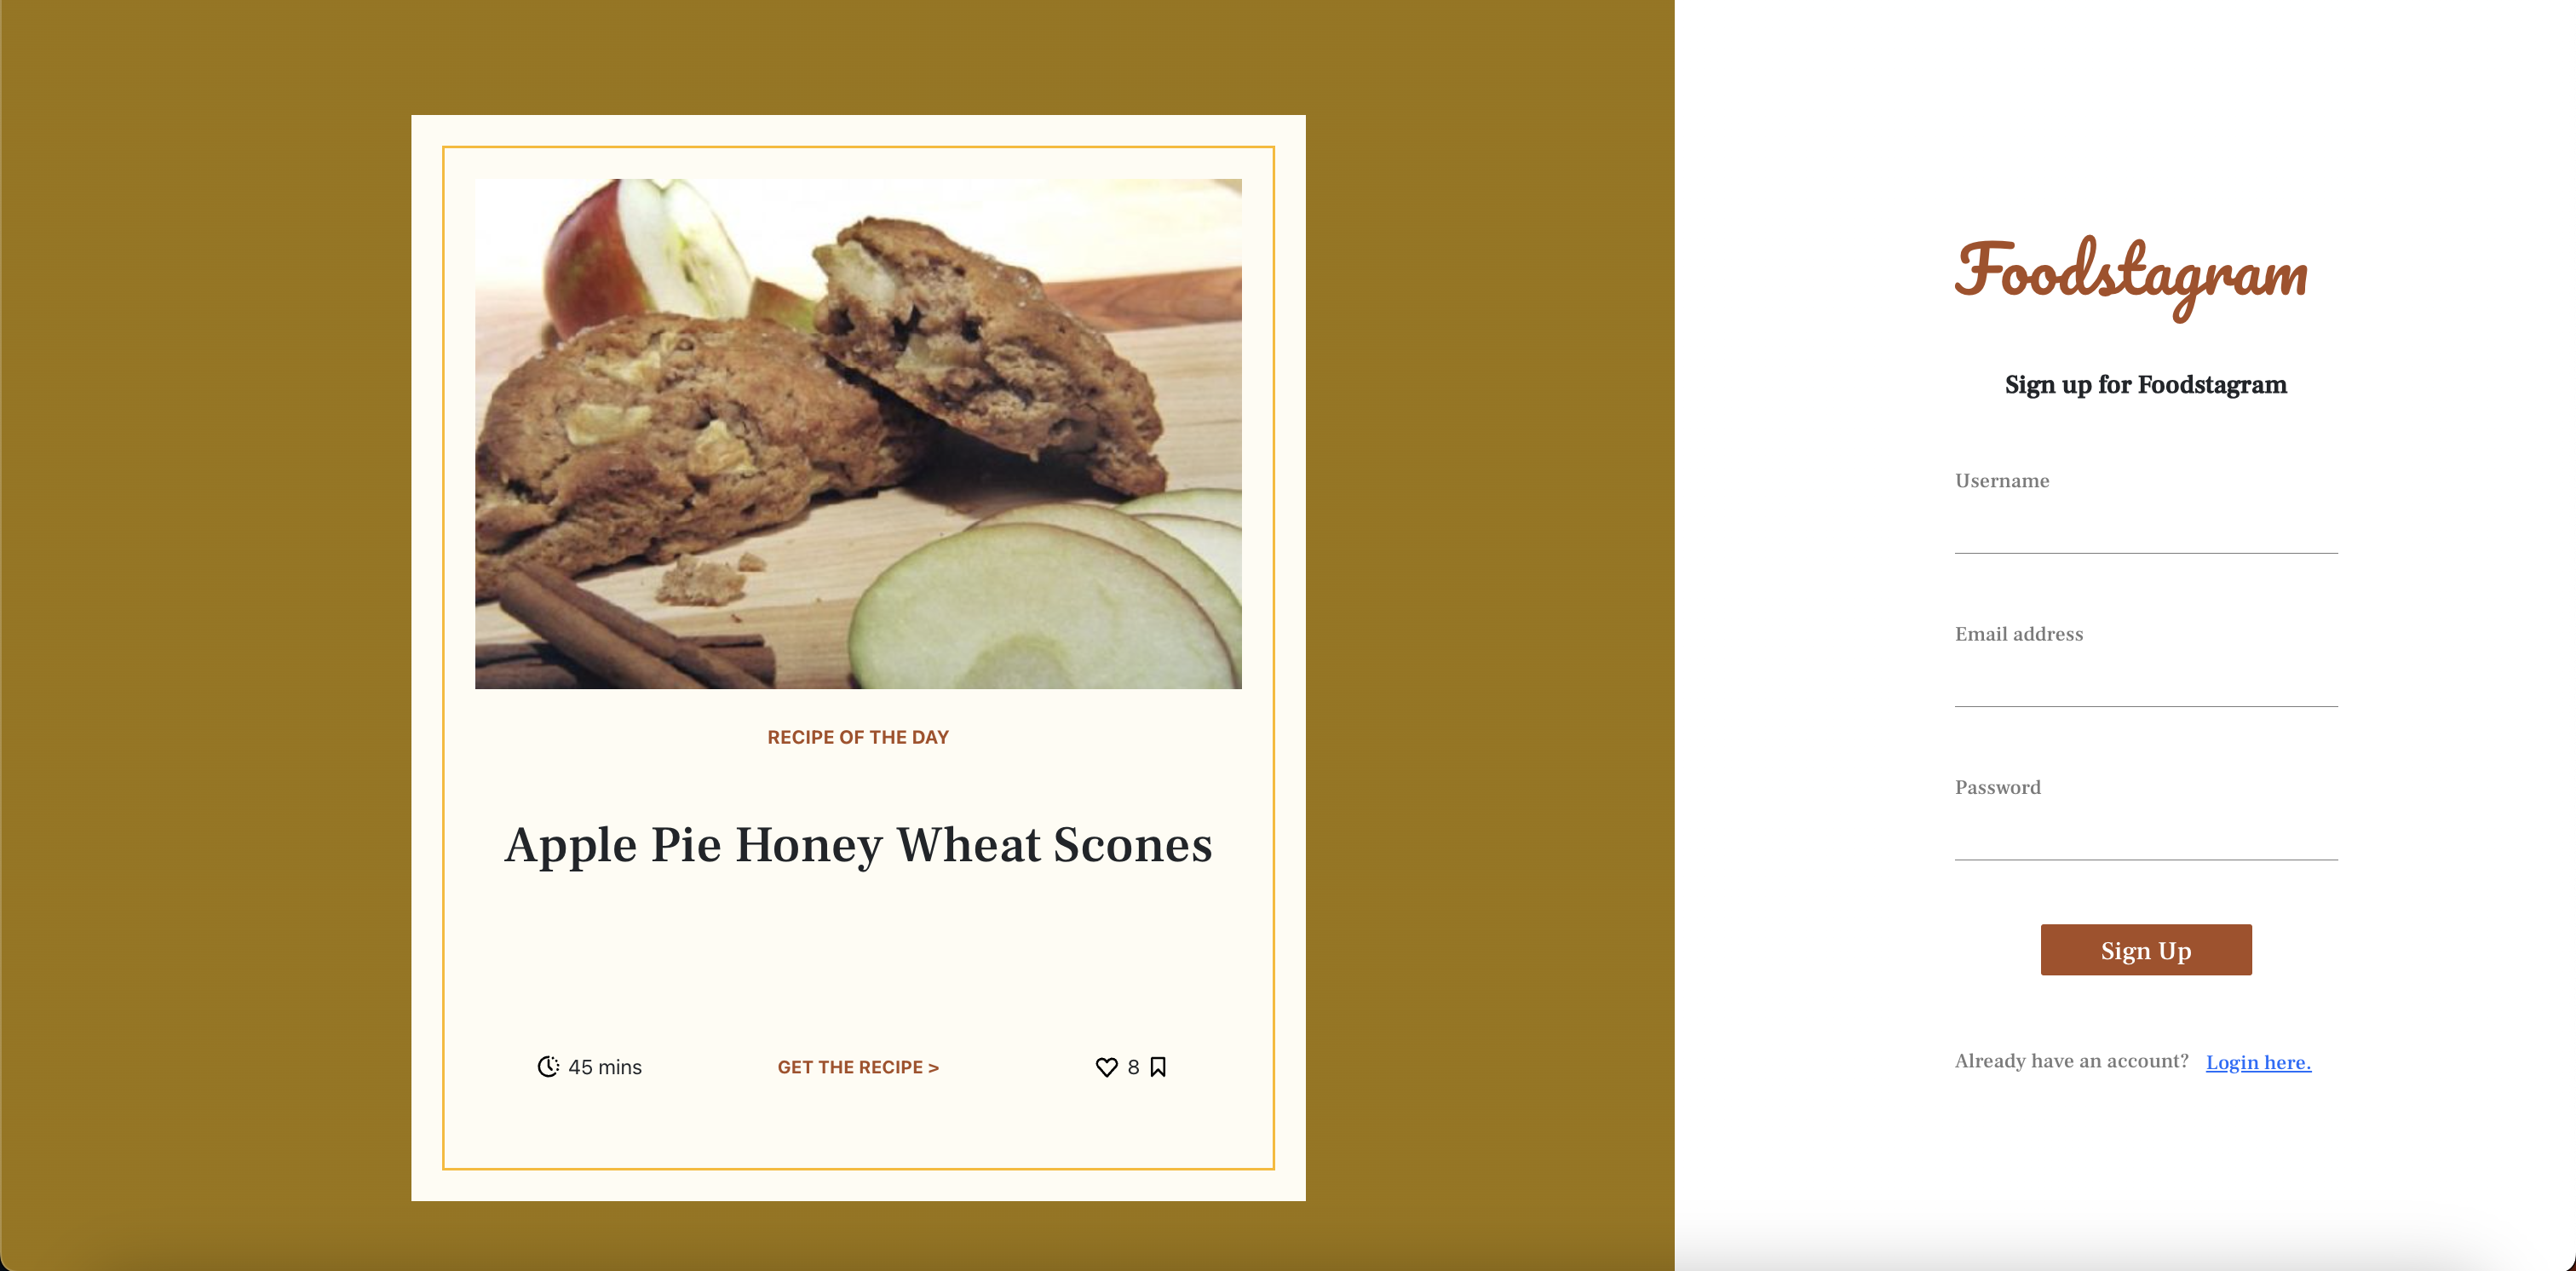 RECIPE OF THE DAY
Apple Pie Honey Wheat Scones
45 mins
GET THE RECIPE >
8
Foodstagram
Sign up for Foodstagram
Username
Email address
Password
Sign Up
Already have an account? Login here.